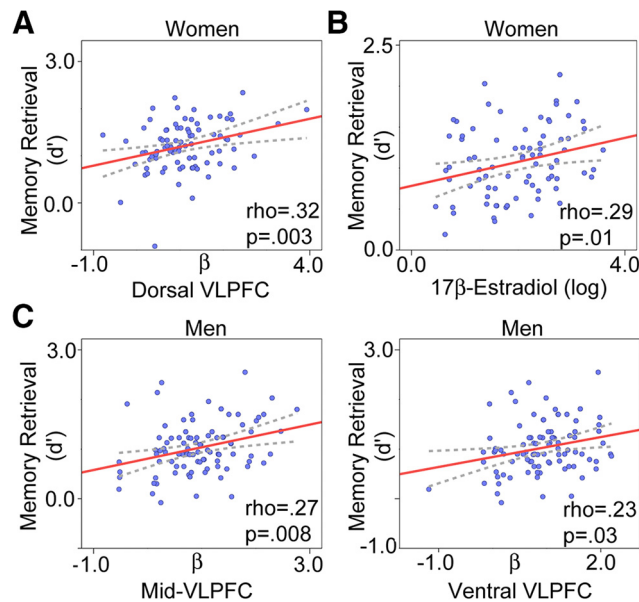 A
Women
3.0
0.0
Memory Retrieval
(d')
rho=.32
p=.003
-1.0
β
4.0
Dorsal VLPFC
B
Women
2.5
0.0
Memory Retrieval
(d')
rho=.29
p=.01
0.0
4.0
17β-Estradiol (log)
C
Men
3.0
0.0
Memory Retrieval
(d')
rho=.27
p=.008
-1.0
β
3.0
Mid-VLPFC
Men
3.0
-1.0
Memory Retrieval
(d')
rho=.23
p=.03
-1.0
β
2.0
Ventral VLPFC